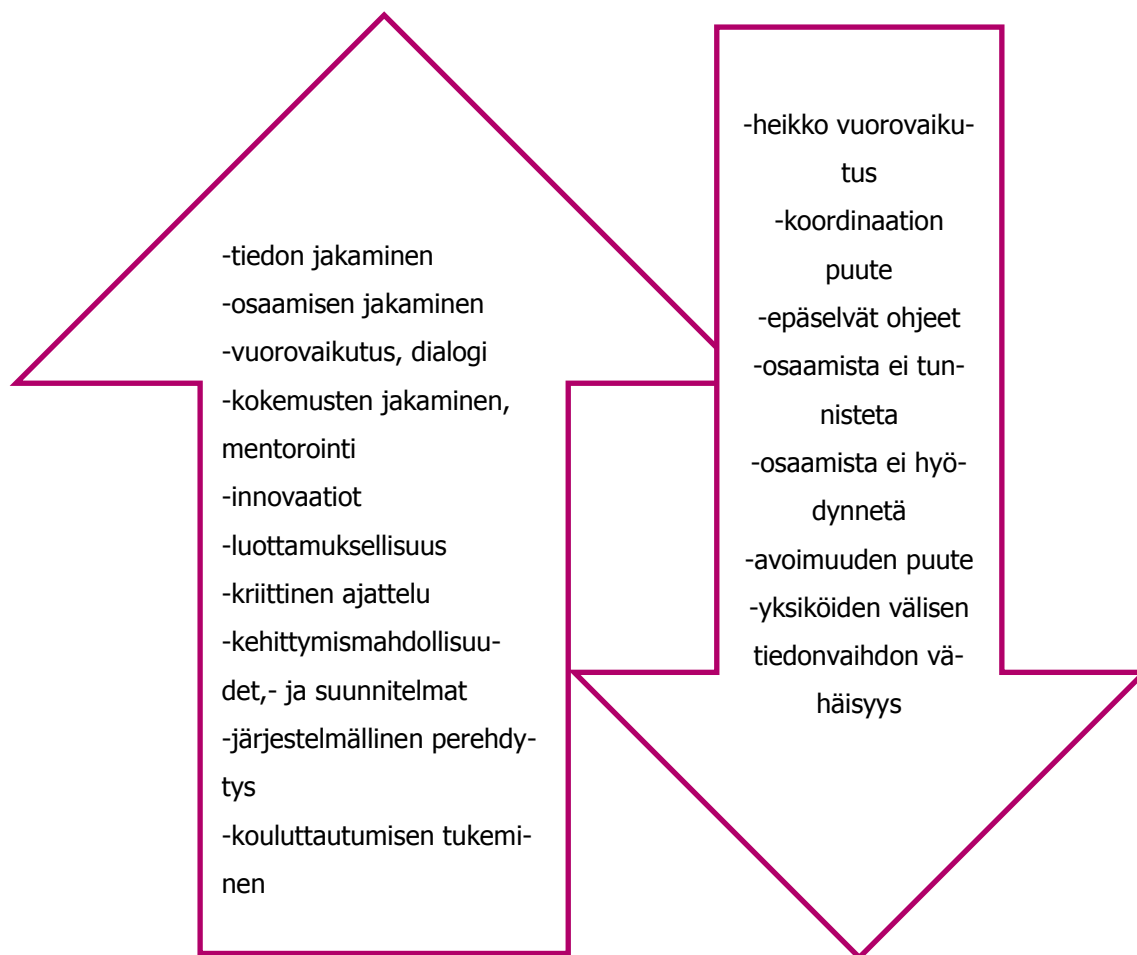 -tiedon jakaminen
-osaamisen jakaminen
-vuorovaikutus, dialogi
-kokemusten jakaminen,
mentorointi
-innovaatiot
-luottamuksellisuus
-kriittinen ajattelu
-kehittymismahdollisuu-
det,- ja suunnitelmat
-järjestelmällinen perehdy-
tys
-kouluttautumisen tukemi-
nen
-heikko vuorovaiku-
tus
-koordinaation
puute
-epäselvät ohjeet
-osaamista ei tun-
nisteta
-osaamista ei hyö-
dynnetä
-avoimuuden puute
-yksiköiden välisen
tiedonvaihdon vä-
häisyys